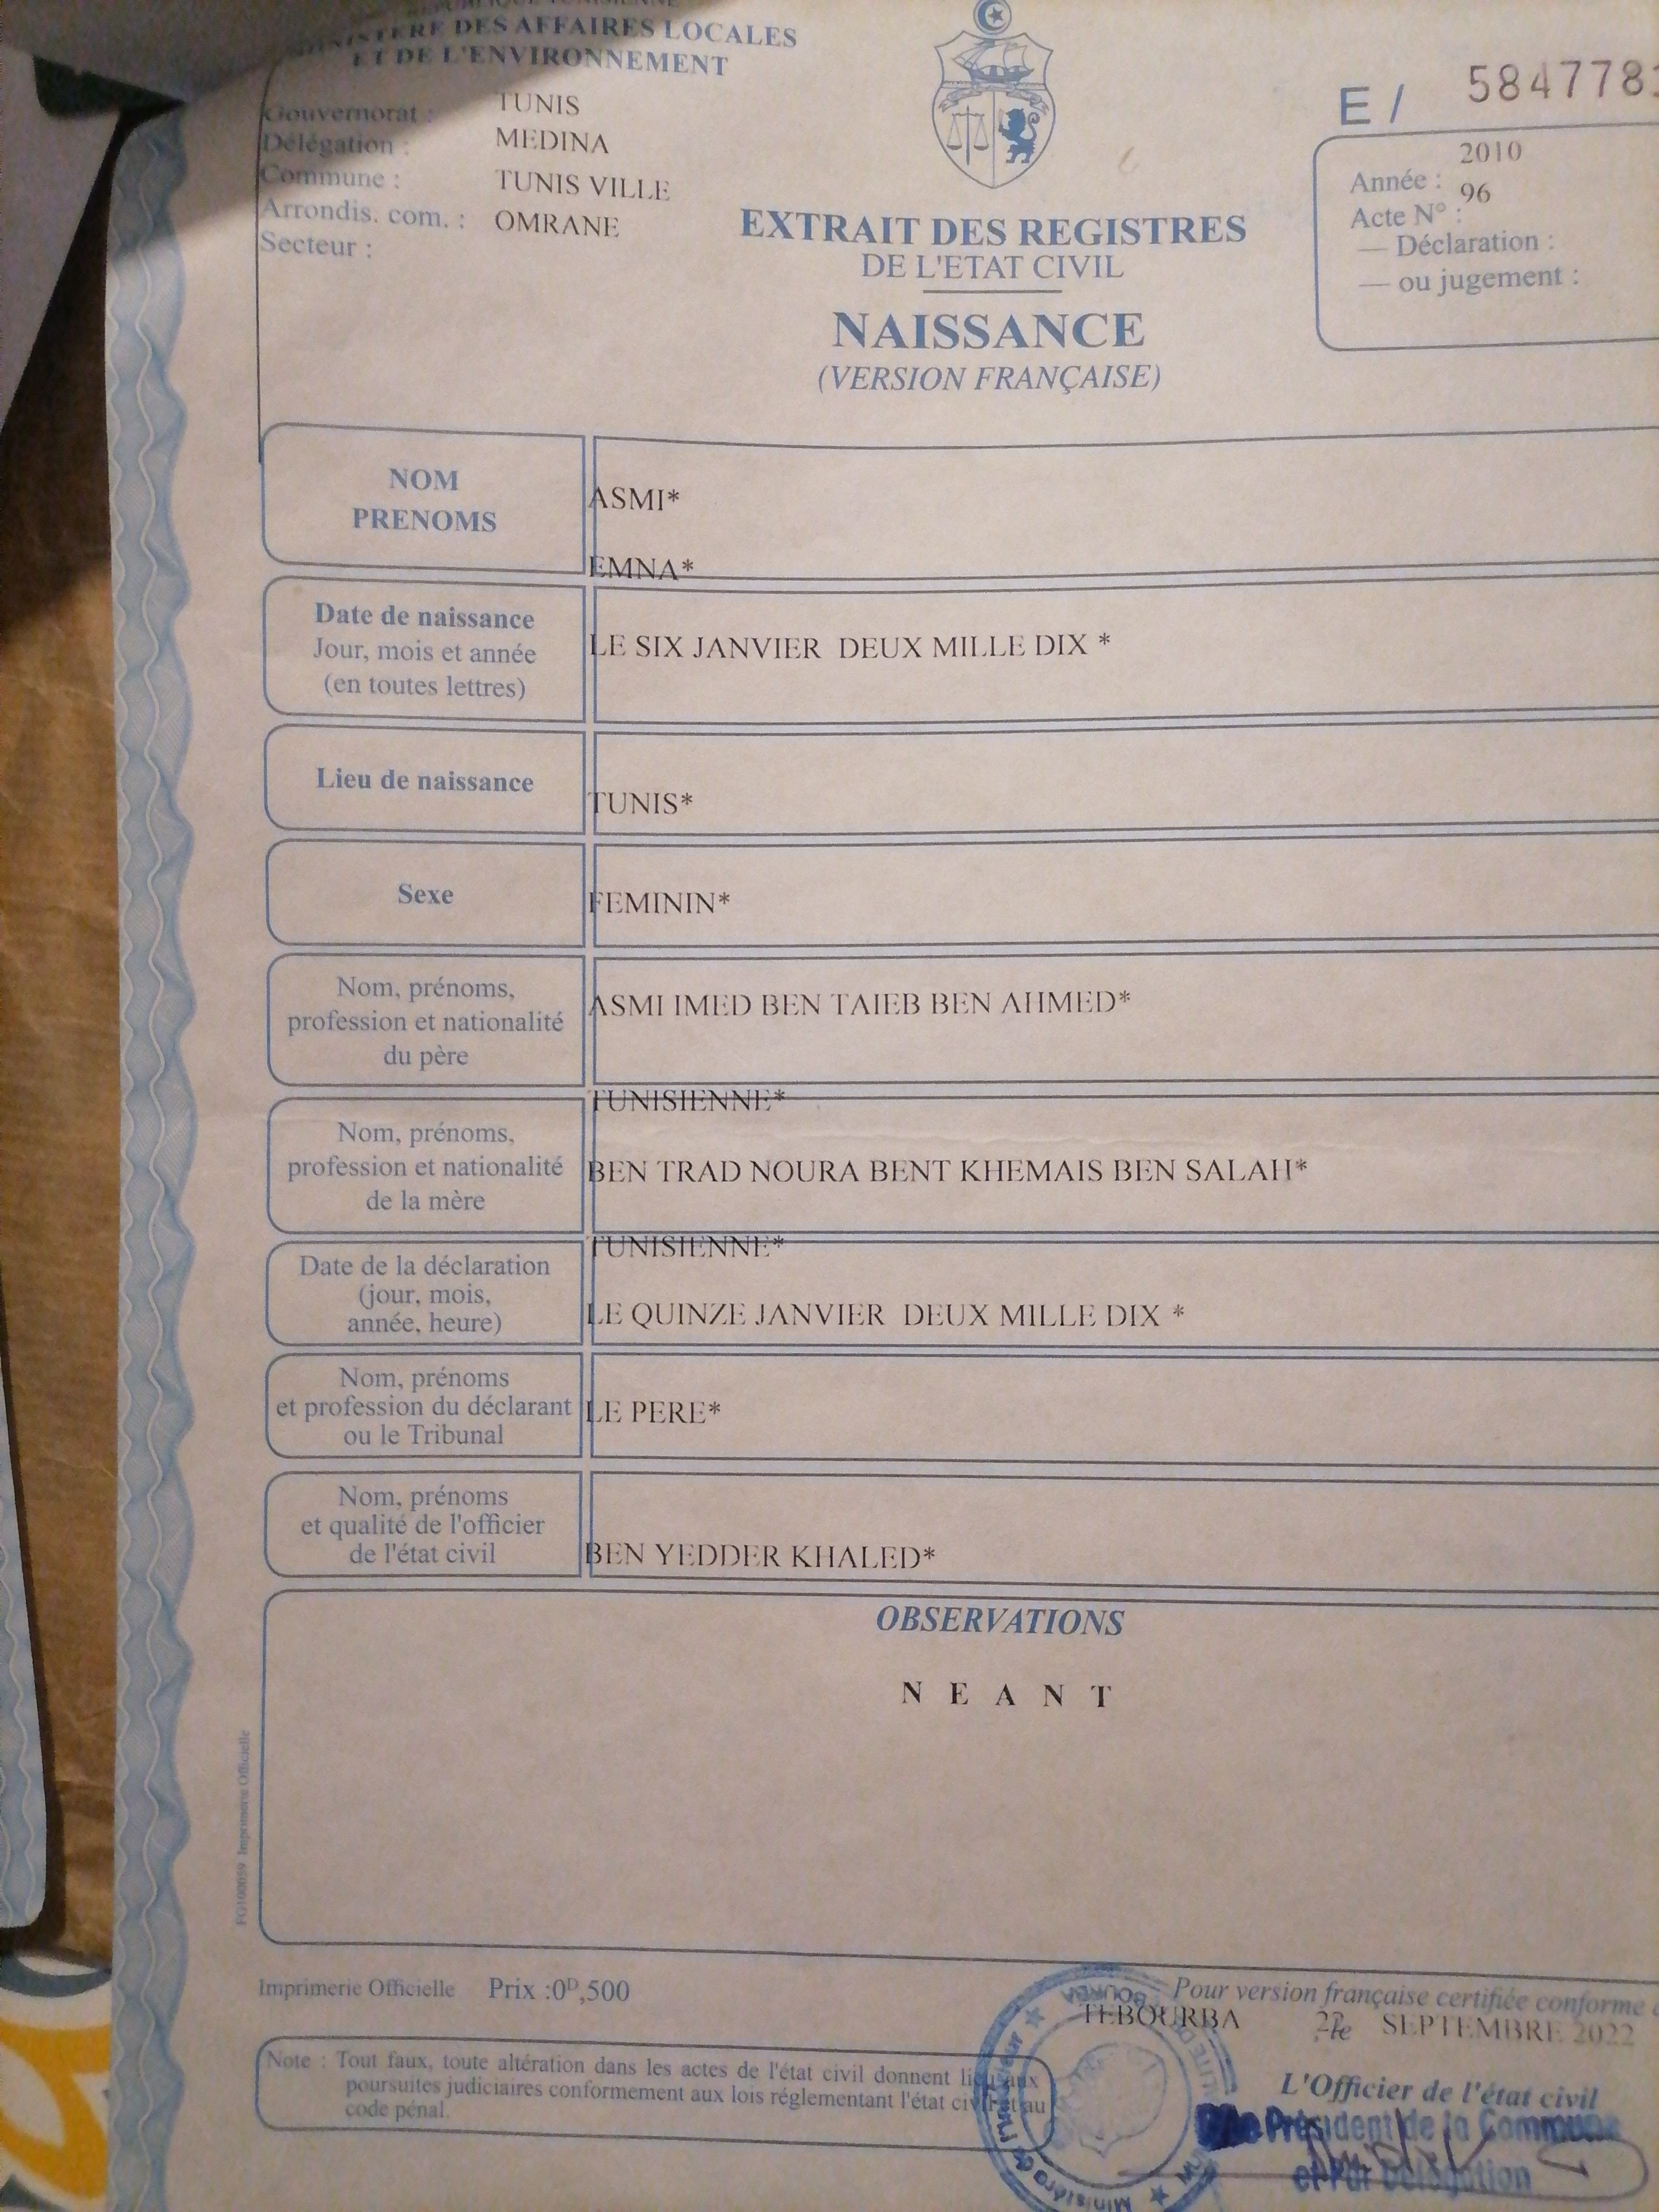 RÉPUBLIQUE TUNISIENNE
MINISTERE DES AFFAIRES LOCALES
ET DE L'ENVIRONNEMENT
Gouvernorat : TUNIS
Délégation : MEDINA
Commune : TUNIS VILLE
Arrondis. com. : OMRANE
Secteur :
E / 584778
Année : 2010
Acte N° : 96
— Déclaration :
— ou jugement :
EXTRAIT DES REGISTRES
DE L'ETAT CIVIL
NAISSANCE
(VERSION FRANÇAISE)
NOM
PRENOMS
ASMI*
EMNA*
Date de naissance
Jour, mois et année
(en toutes lettres)
LE SIX JANVIER DEUX MILLE DIX *
Lieu de naissance
TUNIS*
Sexe
FEMININ*
Nom, prénoms,
profession et nationalité
du père
ASMI IMED BEN TAIEB BEN AHMED*
TUNISIENNE*
Nom, prénoms,
profession et nationalité
de la mère
BEN TRAD NOURA BENT KHEMAIS BEN SALAH*
TUNISIENNE*
Date de la déclaration
(jour, mois,
année, heure)
LE QUINZE JANVIER DEUX MILLE DIX *
Nom, prénoms
et profession du déclarant
ou le Tribunal
LE PERE*
Nom, prénoms
et qualité de l'officier
de l'état civil
BEN YEDDER KHALED*
OBSERVATIONS
N E A N T
FG100059 Imprimerie Officielle
Imprimerie Officielle Prix :0ᴰ,500
Pour version française certifiée conforme
TEBOURBA le SEPTEMBRE 2022
Note : Tout faux, toute altération dans les actes de l'état civil donnent lieu aux
poursuites judiciaires conformement aux lois réglementant l'état civil et au
code pénal.
L'Officier de l'état civil
Président de la Commune
et Par Délégation